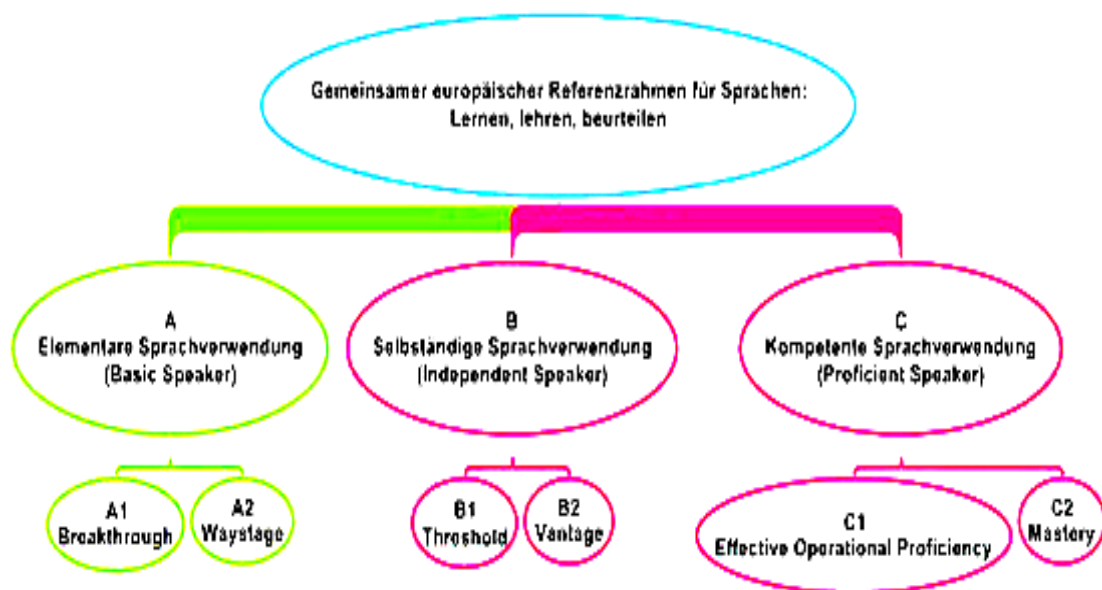 Gemeinsamer europäischer Referenzrahmen für Sprachen:
Lernen, lehren, beurteilen
A
Elementare Sprachverwendung
(Basic Speaker)
B
Selbständige Sprachverwendung
(Independent Speaker)
C
Kompetente Sprachverwendung
(Proficient Speaker)
A1
Breakthrough
A2
Waystage
B1
Threshold
B2
Vantage
C1
Effective Operational Proficiency
C2
Mastery